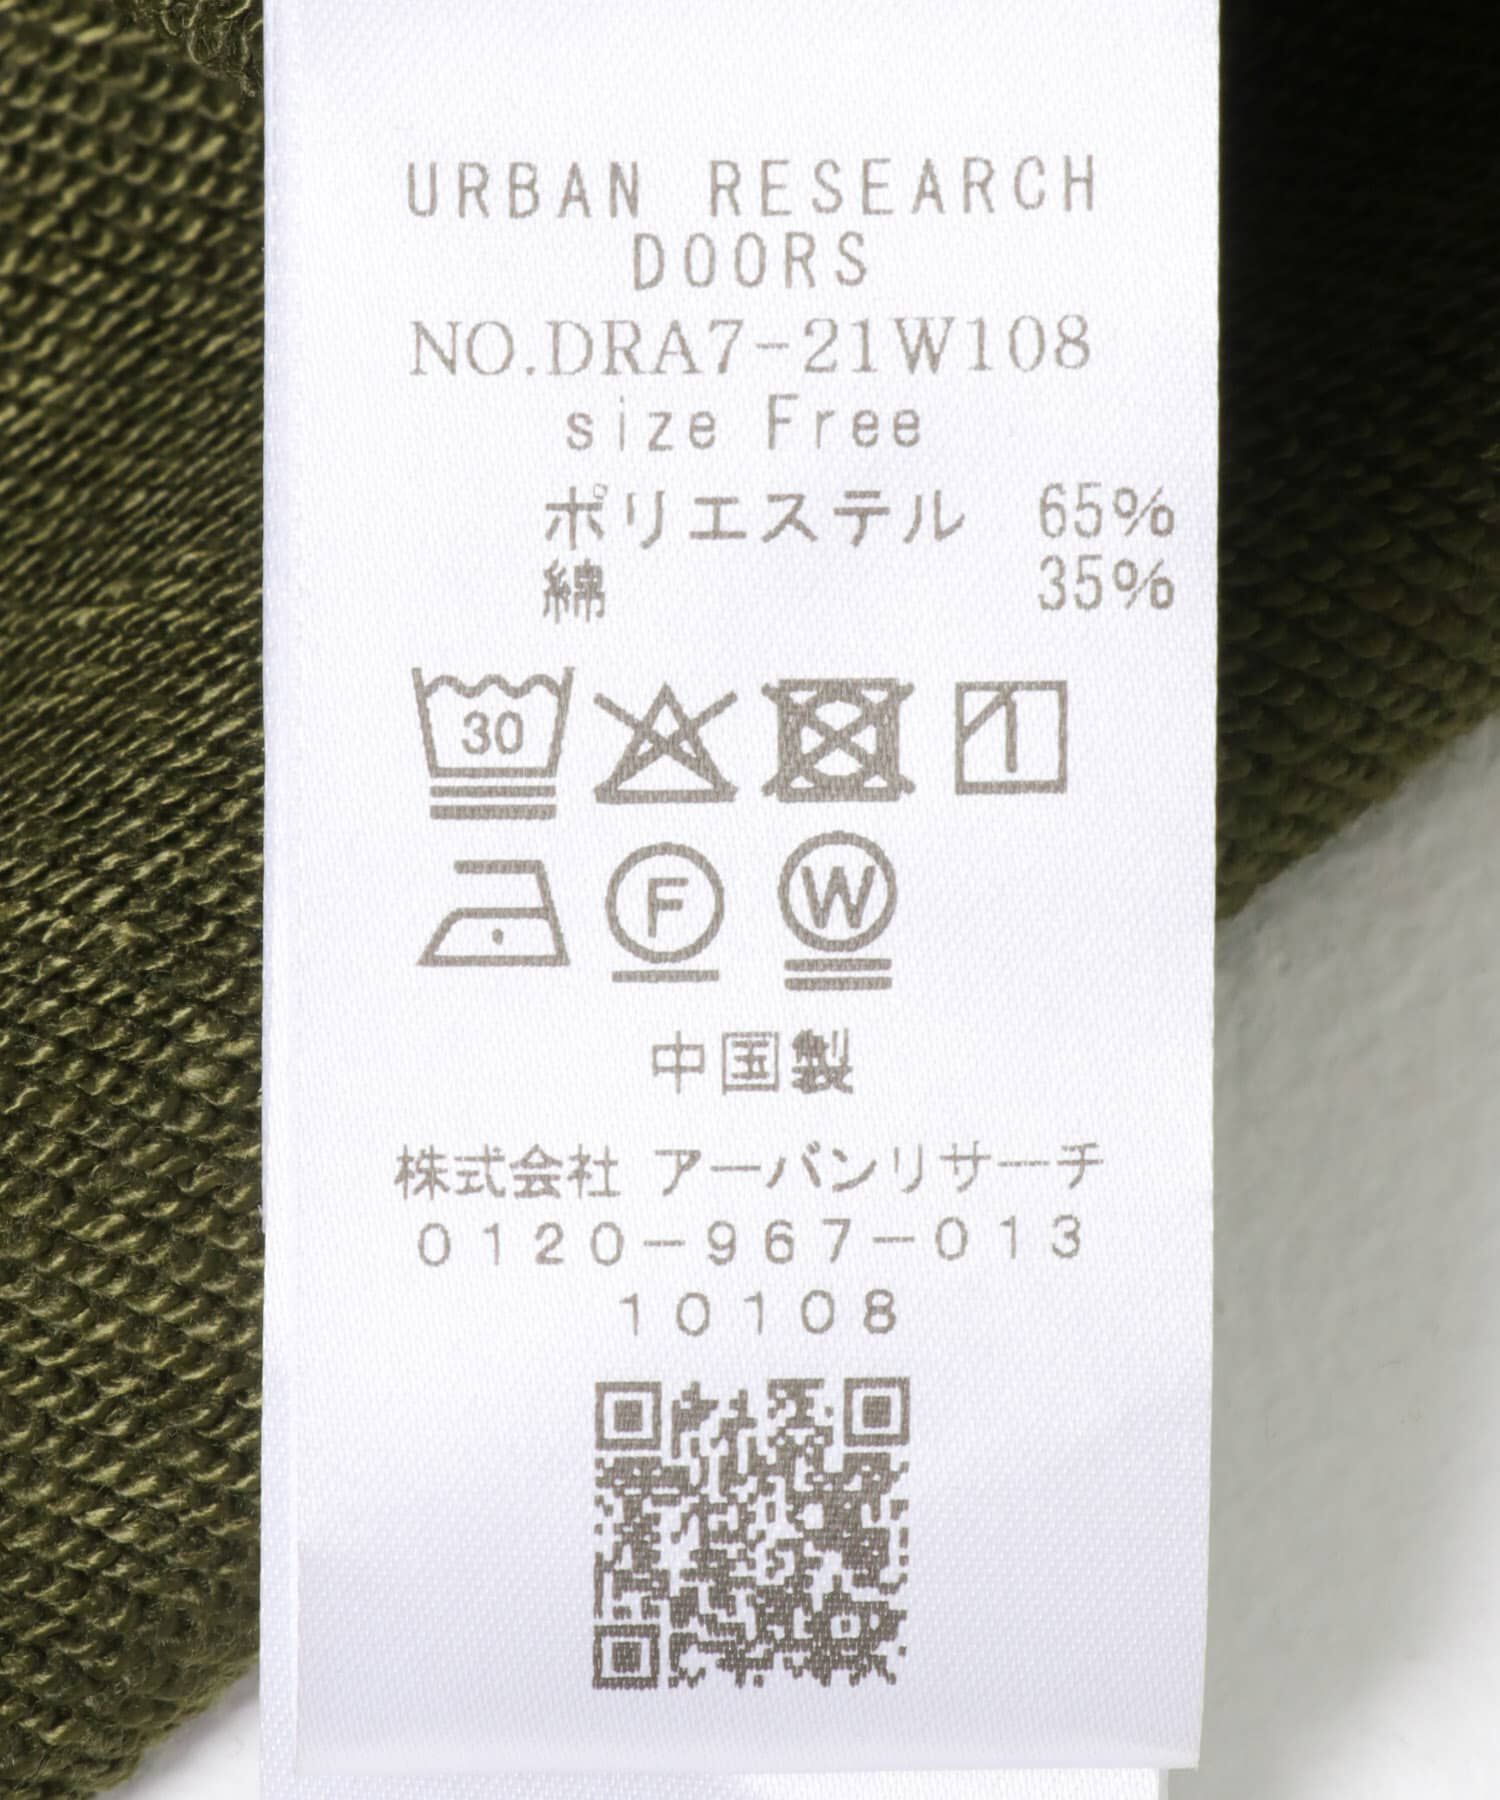 URBAN RESEARCH
DOORS
NO.DRA7-21W108
size Free
ポリエステル 65%
綿 35%
30
F W
中国製
株式会社 アーバンリサーチ
0120-967-013
10108